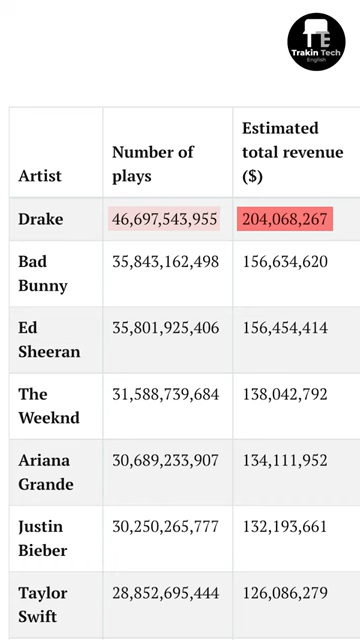 TE
Trakin Tech
English
Estimated
Number of total revenue
Artist plays ($)
Drake 46,697,543,955 204,068,267
Bad 35,843,162,498 156,634,620
Bunny
Ed 35,801,925,406 156,454,414
Sheeran
The 31,588,739,684 138,042,792
Weeknd
Ariana 30,689,233,907 134,111,952
Grande
Justin 30,250,265,777 132,193,661
Bieber
Taylor 28,852,695,444 126,086,279
Swift